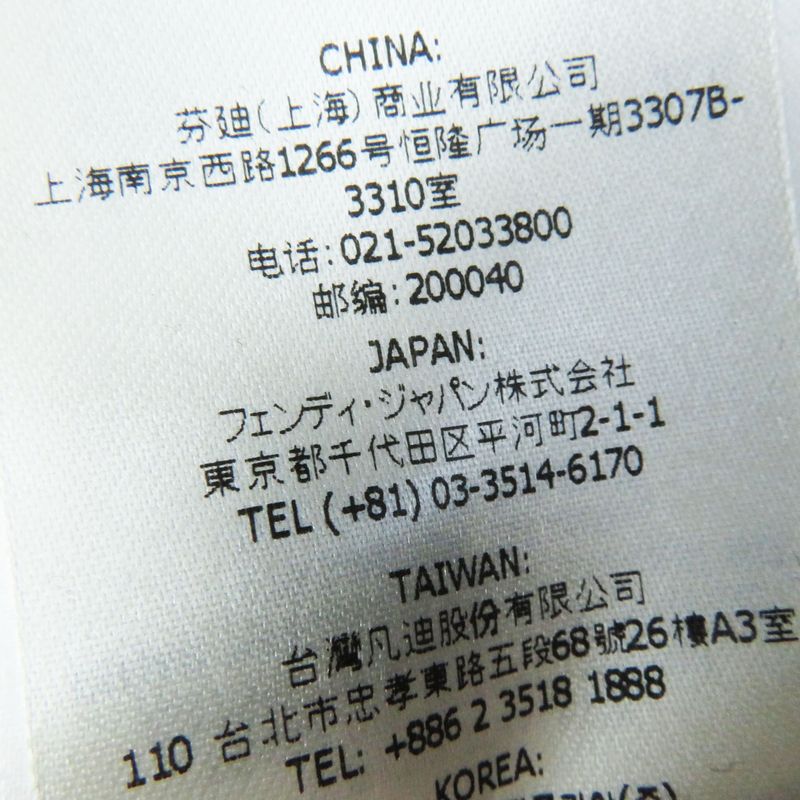 CHINA:
芬迪(上海)商业有限公司
上海南京西路1266号恒隆广场一期3307B-
3310室
电话:021-52033800
邮编:200040
JAPAN:
フェンディ・ジャパン株式会社
東京都千代田区平河町2-1-1
TEL (+81) 03-3514-6170
TAIWAN:
台灣凡迪股份有限公司
110 台北市忠孝東路五段68號26樓A3室
TEL: +886 2 3518 1888
KOREA: